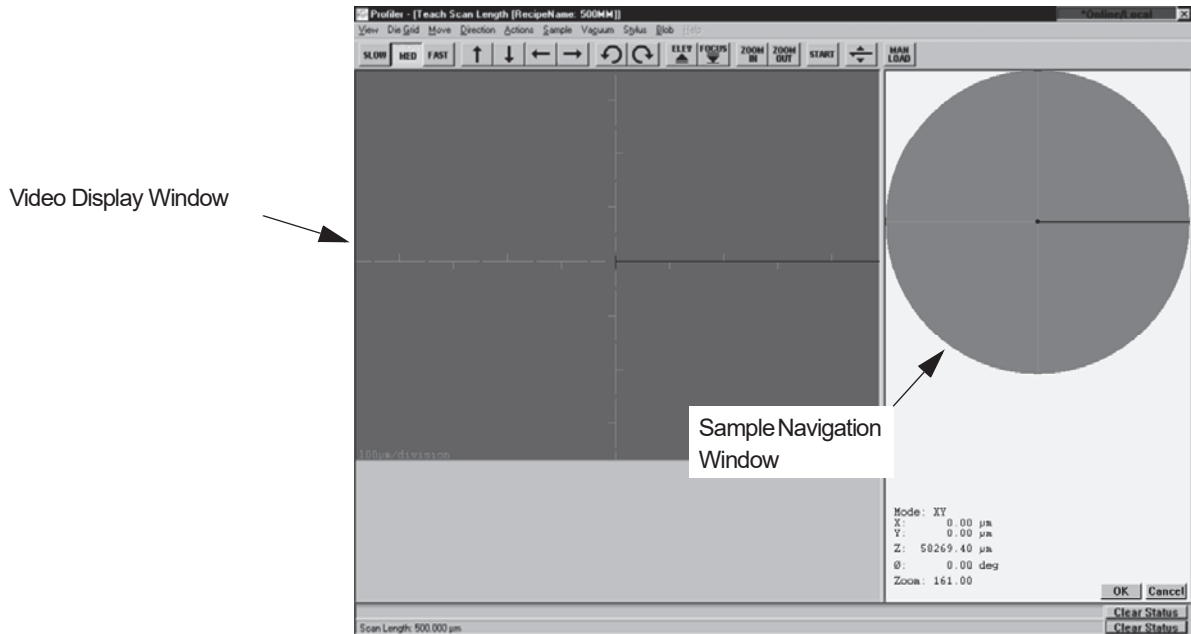 Profiler - [Teach Scan Length [RecipeName: 500MM]]
*Online/Local
View Die Grid Move Direction Actions Sample Vacuum Stylus Blob Help
SLOW MED FAST ELEV FOCUS ZOOM IN ZOOM OUT START MAN LOAD
Video Display Window
Sample Navigation
Window
100µm/division
Mode: XY
X: 0.00 µm
Y: 0.00 µm
Z: 50269.40 µm
Ø: 0.00 deg
Zoom: 161.00
OK Cancel
Clear Status
Scan Length: 500.000 µm
Clear Status